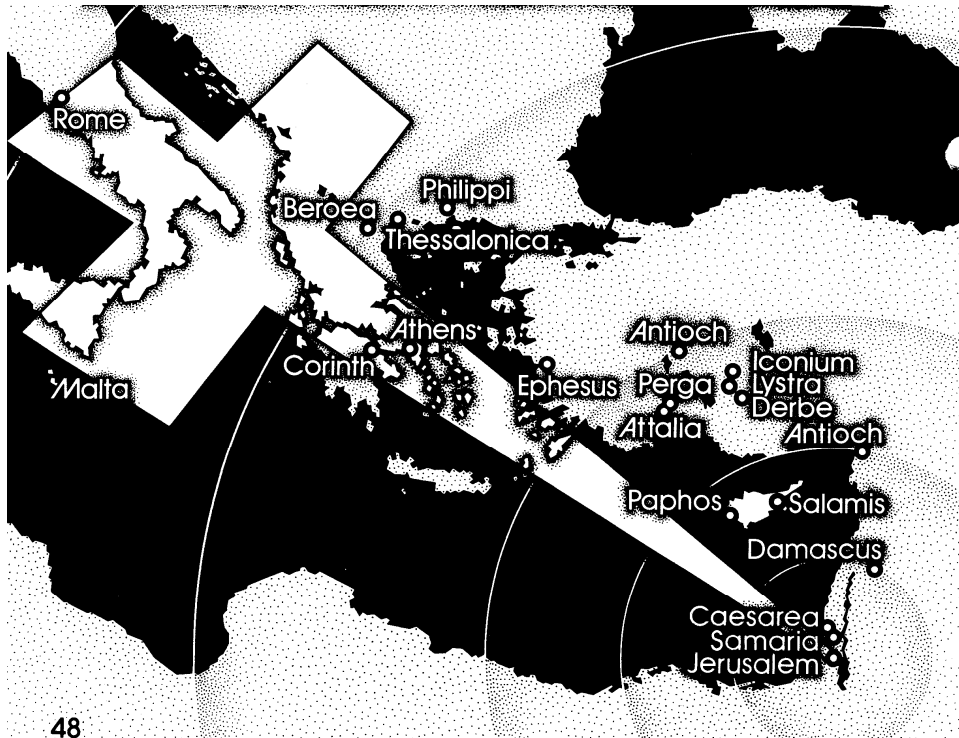 Rome
Philippi
Beroea
Thessalonica
Athens
Antioch
Corinth
Iconium
Malta
Ephesus
Perga
Lystra
Derbe
Attalia
Antioch
Paphos
Salamis
Damascus
Caesarea
Samaria
Jerusalem
48